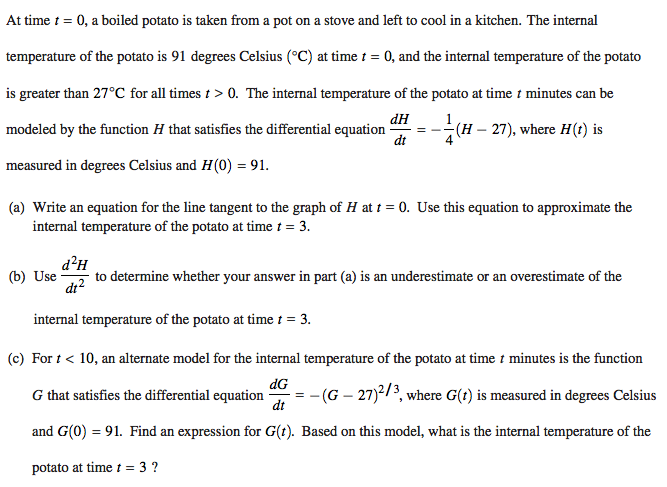 At time t = 0, a boiled potato is taken from a pot on a stove and left to cool in a kitchen. The internal
temperature of the potato is 91 degrees Celsius (°C) at time t = 0, and the internal temperature of the potato
is greater than 27°C for all times t > 0. The internal temperature of the potato at time t minutes can be
modeled by the function H that satisfies the differential equation dH/dt = −1/4(H − 27), where H(t) is
measured in degrees Celsius and H(0) = 91.
(a) Write an equation for the line tangent to the graph of H at t = 0. Use this equation to approximate the
internal temperature of the potato at time t = 3.
(b) Use d²H/dt² to determine whether your answer in part (a) is an underestimate or an overestimate of the
internal temperature of the potato at time t = 3.
(c) For t < 10, an alternate model for the internal temperature of the potato at time t minutes is the function
G that satisfies the differential equation dG/dt = −(G − 27)^2/3, where G(t) is measured in degrees Celsius
and G(0) = 91. Find an expression for G(t). Based on this model, what is the internal temperature of the
potato at time t = 3 ?